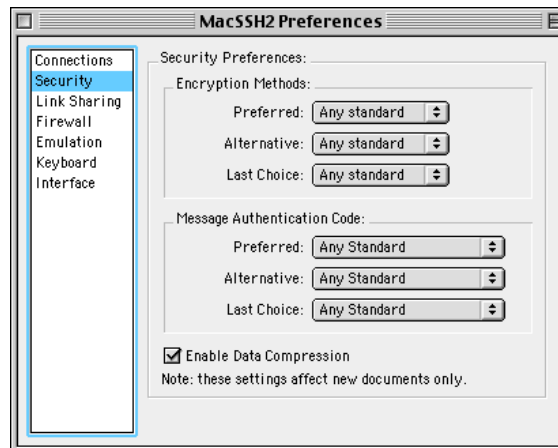 MacSSH2 Preferences
Connections
Security
Link Sharing
Firewall
Emulation
Keyboard
Interface
Security Preferences:
Encryption Methods:
Preferred: Any standard
Alternative: Any standard
Last Choice: Any standard
Message Authentication Code:
Preferred: Any Standard
Alternative: Any Standard
Last Choice: Any Standard
Enable Data Compression
Note: these settings affect new documents only.